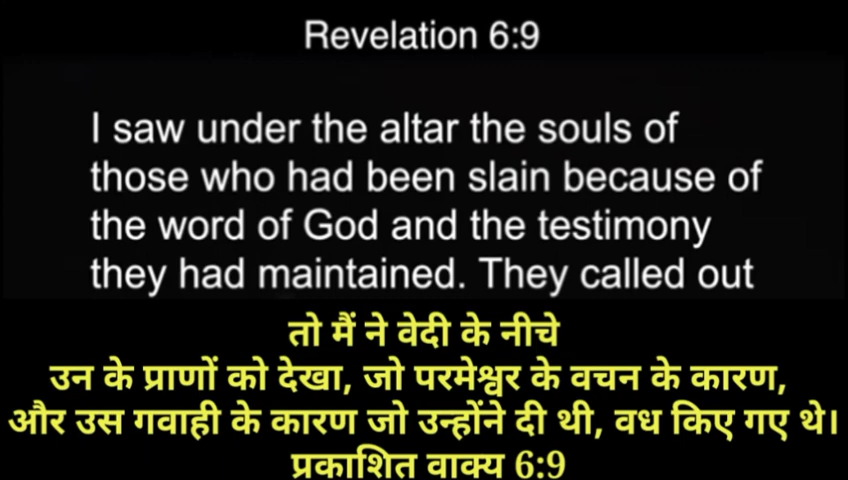 Revelation 6:9
I saw under the altar the souls of
those who had been slain because of
the word of God and the testimony
they had maintained. They called out
तो मैं ने वेदी के नीचे
उन के प्राणों को देखा, जो परमेश्वर के वचन के कारण,
और उस गवाही के कारण जो उन्होंने दी थी, वध किए गए थे।
प्रकाशित वाक्य 6:9